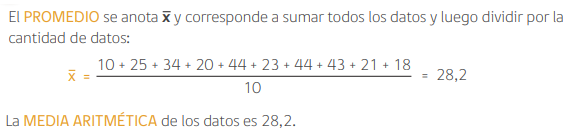 El PROMEDIO se anota x̅ y corresponde a sumar todos los datos y luego dividir por la
cantidad de datos:
x̅ = 10 + 25 + 34 + 20 + 44 + 23 + 44 + 43 + 21 + 18 / 10 = 28,2
La MEDIA ARITMÉTICA de los datos es 28,2.